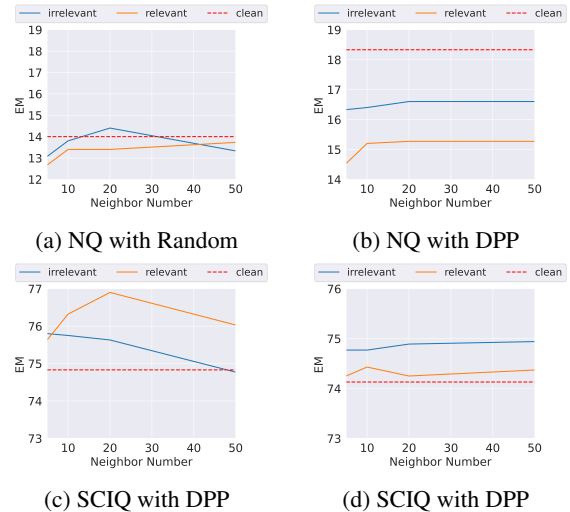 irrelevant relevant clean
irrelevant relevant clean
19
18
17
16
15
14
13
12
EM
10 20 30 40 50
Neighbor Number
19
18
17
16
15
14
EM
10 20 30 40 50
Neighbor Number
(a) NQ with Random
(b) NQ with DPP
irrelevant relevant clean
irrelevant relevant clean
77
76
75
74
73
EM
10 20 30 40 50
Neighbor Number
76
75
74
73
EM
10 20 30 40 50
Neighbor Number
(c) SCIQ with DPP
(d) SCIQ with DPP